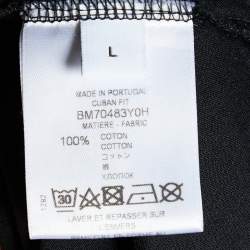 L
MADE IN PORTUGAL
CUBAN FIT
BM70483Y0H
MATIERE - FABRIC
100% COTON
COTTON
コットン
棉
ХЛОПОК
30
1292
LAVER ET REPASSER SUR
L'ENVERS